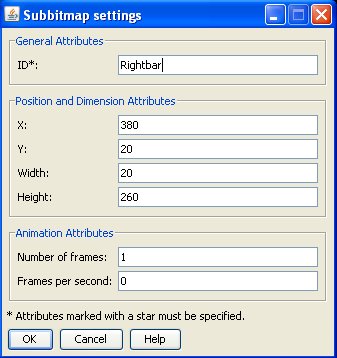 Subbitmap settings
General Attributes
ID*: Rightbar
Position and Dimension Attributes
X: 380
Y: 20
Width: 20
Height: 260
Animation Attributes
Number of frames: 1
Frames per second: 0
* Attributes marked with a star must be specified.
OK Cancel Help